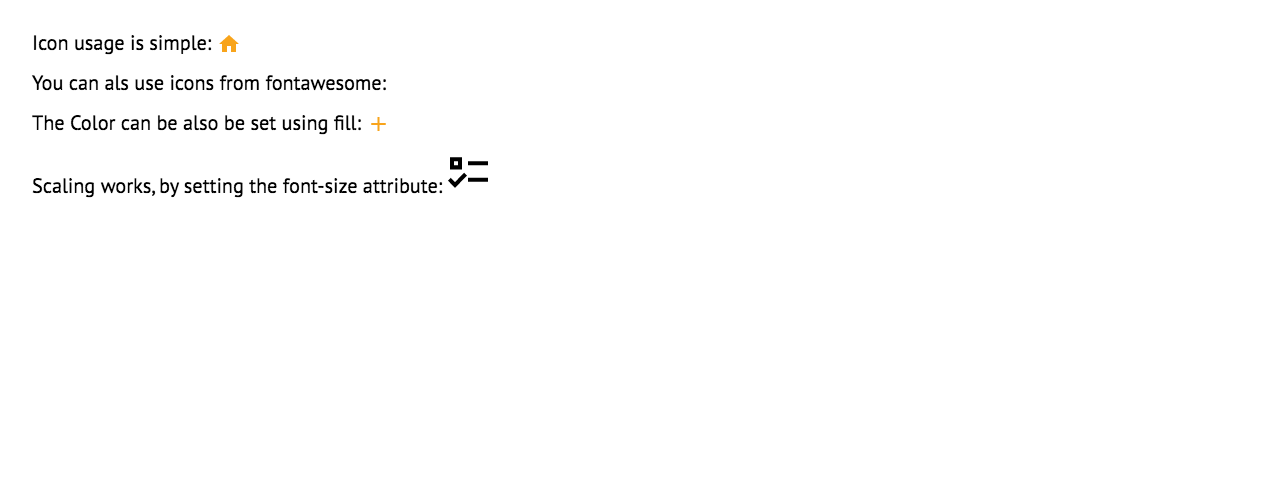 Icon usage is simple:
You can als use icons from fontawesome:
The Color can be also be set using fill:
Scaling works, by setting the font-size attribute: